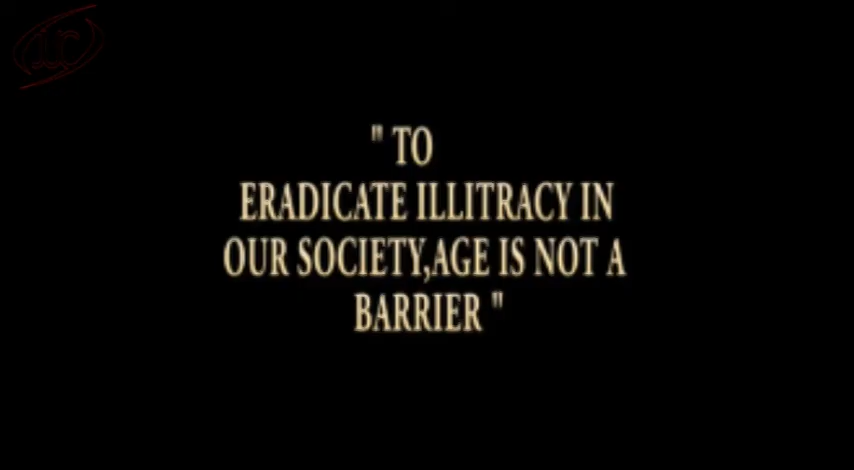 " TO
ERADICATE ILLITRACY IN
OUR SOCIETY,AGE IS NOT A
BARRIER "